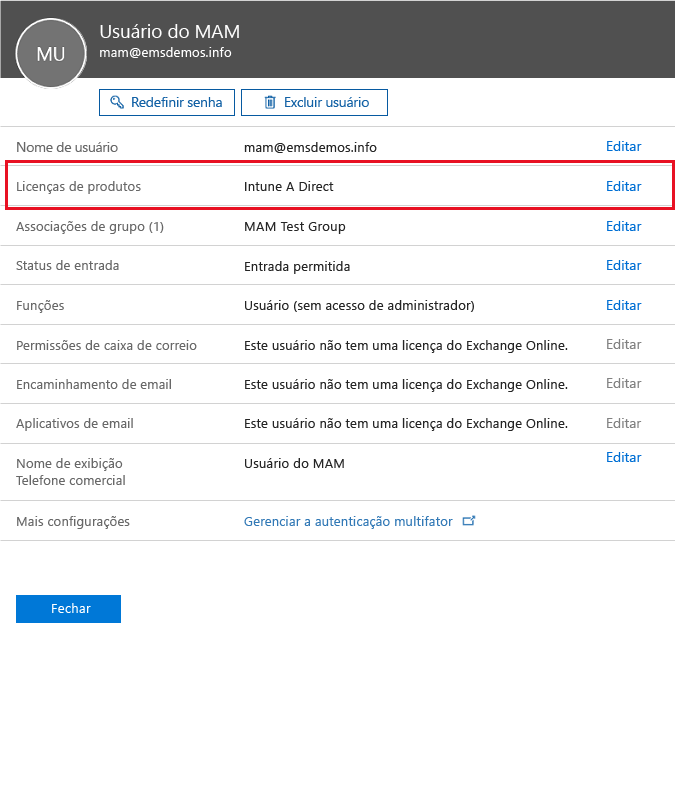 MU
Usuário do MAM
mam@emsdemos.info
Redefinir senha
Excluir usuário
Nome de usuário mam@emsdemos.info Editar
Licenças de produtos Intune A Direct Editar
Associações de grupo (1) MAM Test Group Editar
Status de entrada Entrada permitida Editar
Funções Usuário (sem acesso de administrador) Editar
Permissões de caixa de correio Este usuário não tem uma licença do Exchange Online. Editar
Encaminhamento de email Este usuário não tem uma licença do Exchange Online. Editar
Aplicativos de email Este usuário não tem uma licença do Exchange Online. Editar
Nome de exibição Usuário do MAM Editar
Telefone comercial
Mais configurações Gerenciar a autenticação multifator
Fechar